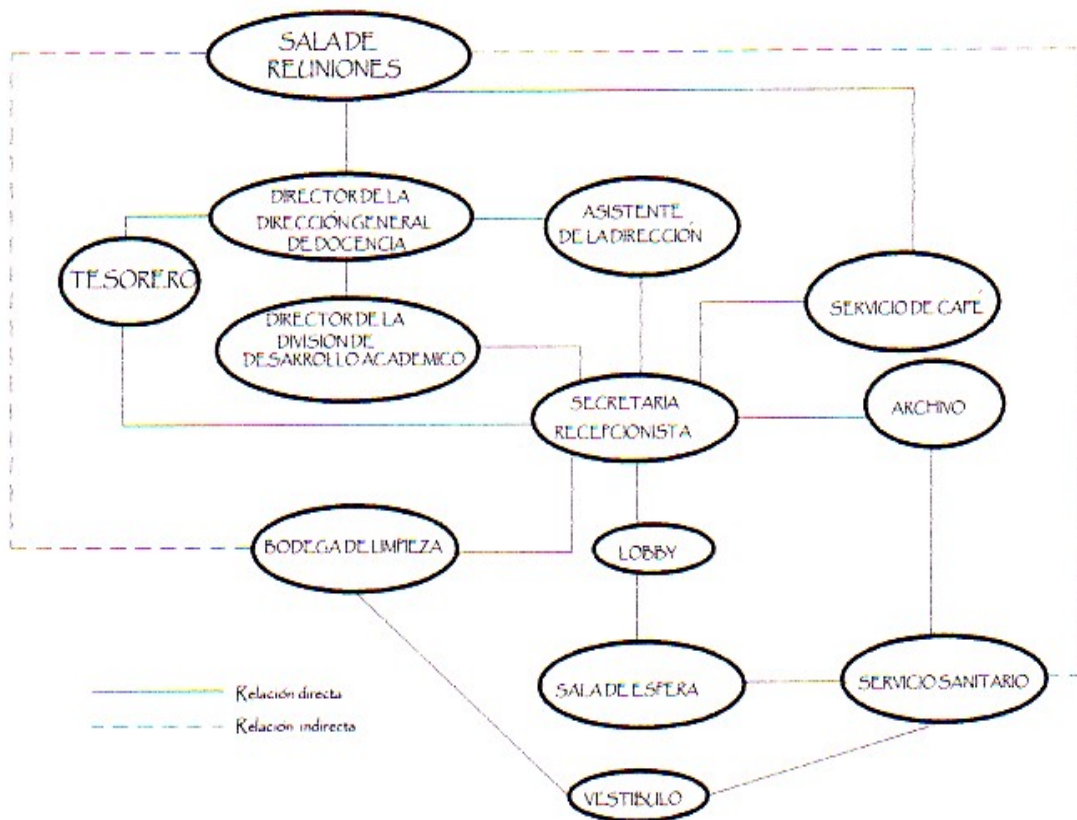 SALA DE
REUNIONES
DIRECTOR DE LA
DIRECCIÓN GENERAL
DE DOCENCIA
ASISTENTE
DE LA DIRECCIÓN
TESORERO
SERVICIO DE CAFÉ
DIRECTOR DE LA
DIVISIÓN DE
DESARROLLO ACADEMICO
SECRETARIA
RECEPCIONISTA
ARCHIVO
BODEGA DE LIMPIEZA
LOBBY
SALA DE ESPERA
SERVICIO SANITARIO
Relación directa
Relación indirecta
VESTIBULO